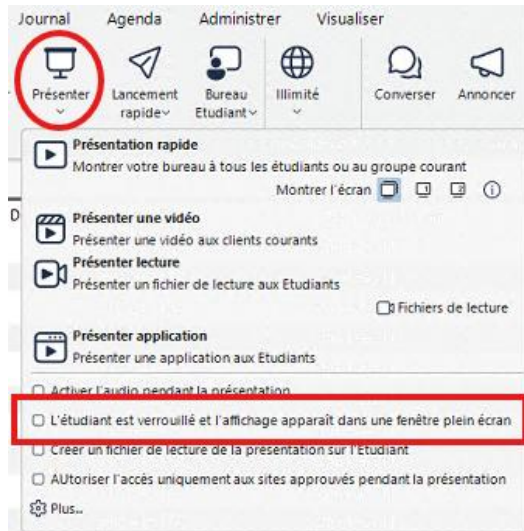 Journal Agenda Administrer Visualiser
Présenter Lancement rapide Bureau Etudiant Illimité Converser Annoncer
Présentation rapide
Montrer votre bureau à tous les étudiants ou au groupe courant
Montrer l'écran 1 2
D
Présenter une vidéo
Présenter une vidéo aux clients courants
Présenter lecture
Présenter un fichier de lecture aux Etudiants
Fichiers de lecture
Présenter application
Présenter une application aux Etudiants
Activer l'audio pendant la présentation
L'étudiant est verrouillé et l'affichage apparaît dans une fenêtre plein écran
Créer un fichier de lecture de la présentation sur l'Etudiant
AUtoriser l'accès uniquement aux sites approuvés pendant la présentation
Plus..